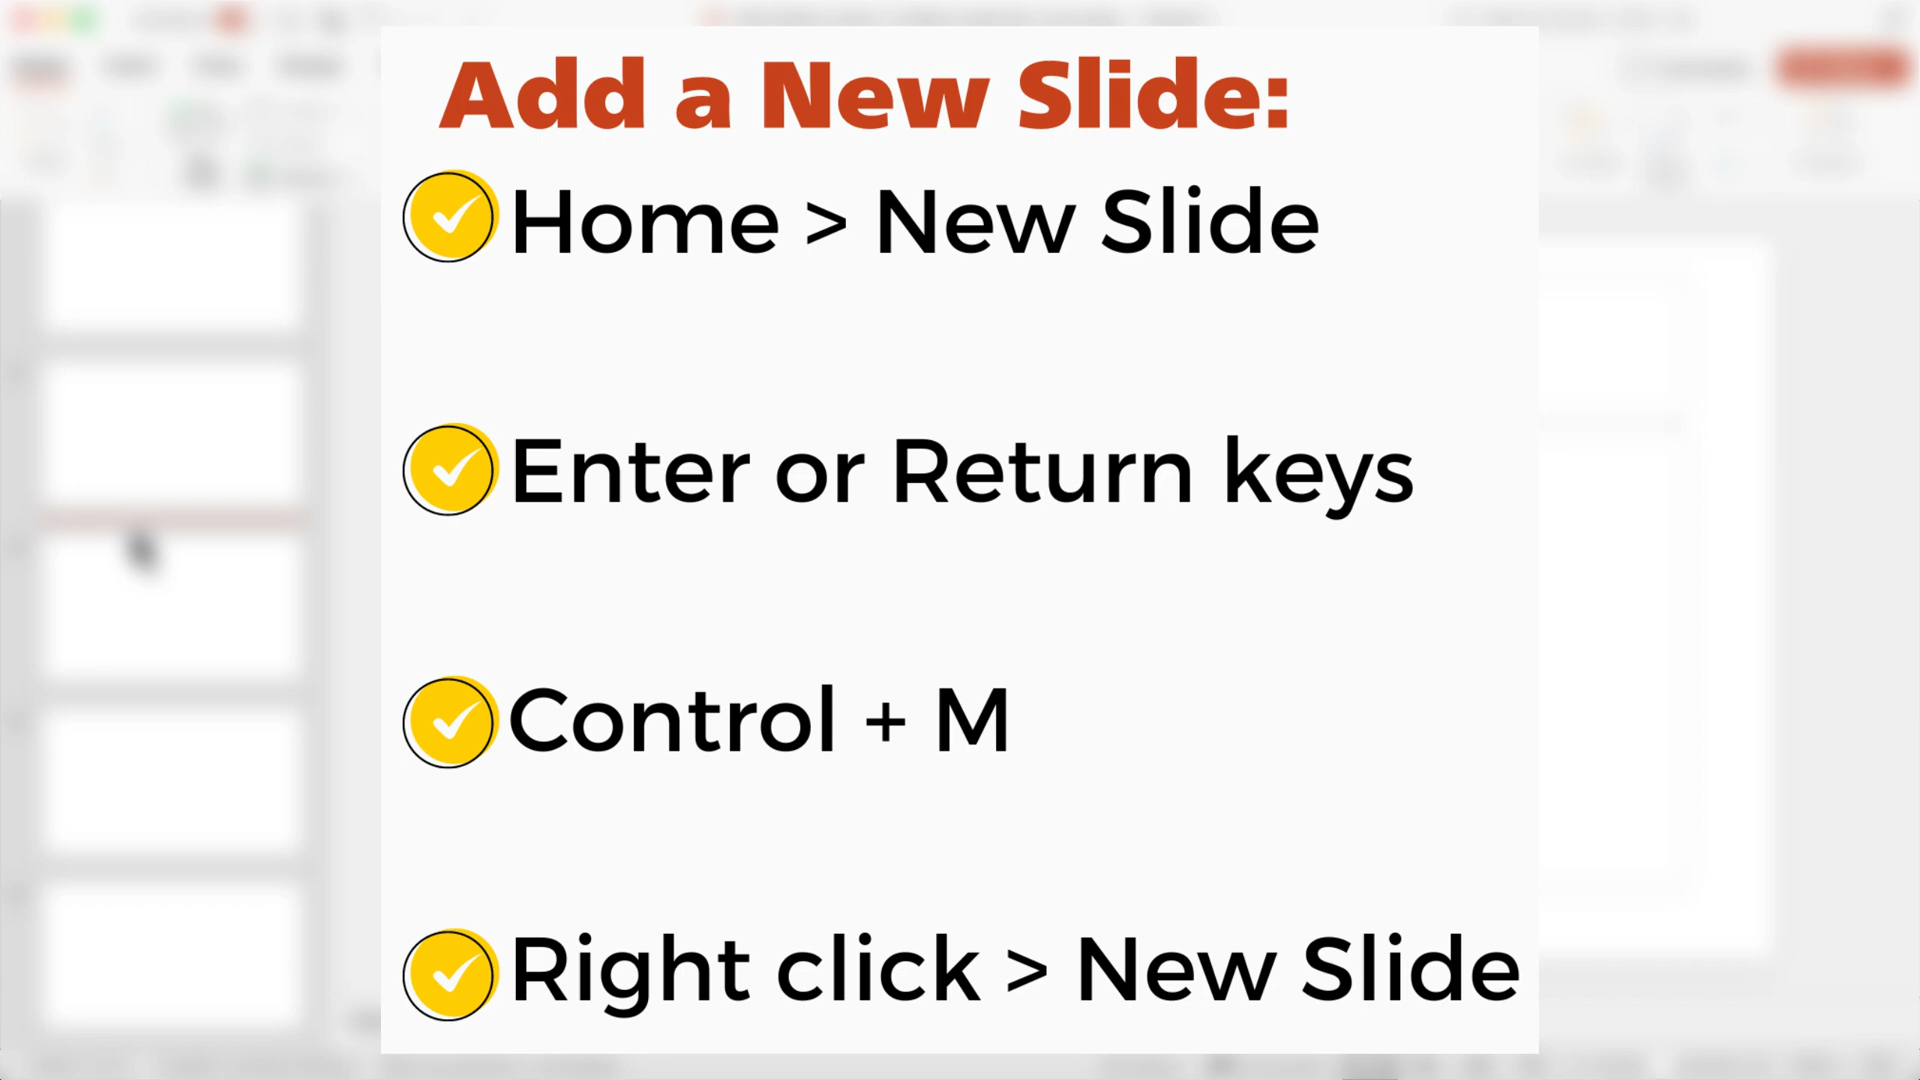 Add a New Slide:
Home > New Slide
Enter or Return keys
Control + M
Right click > New Slide